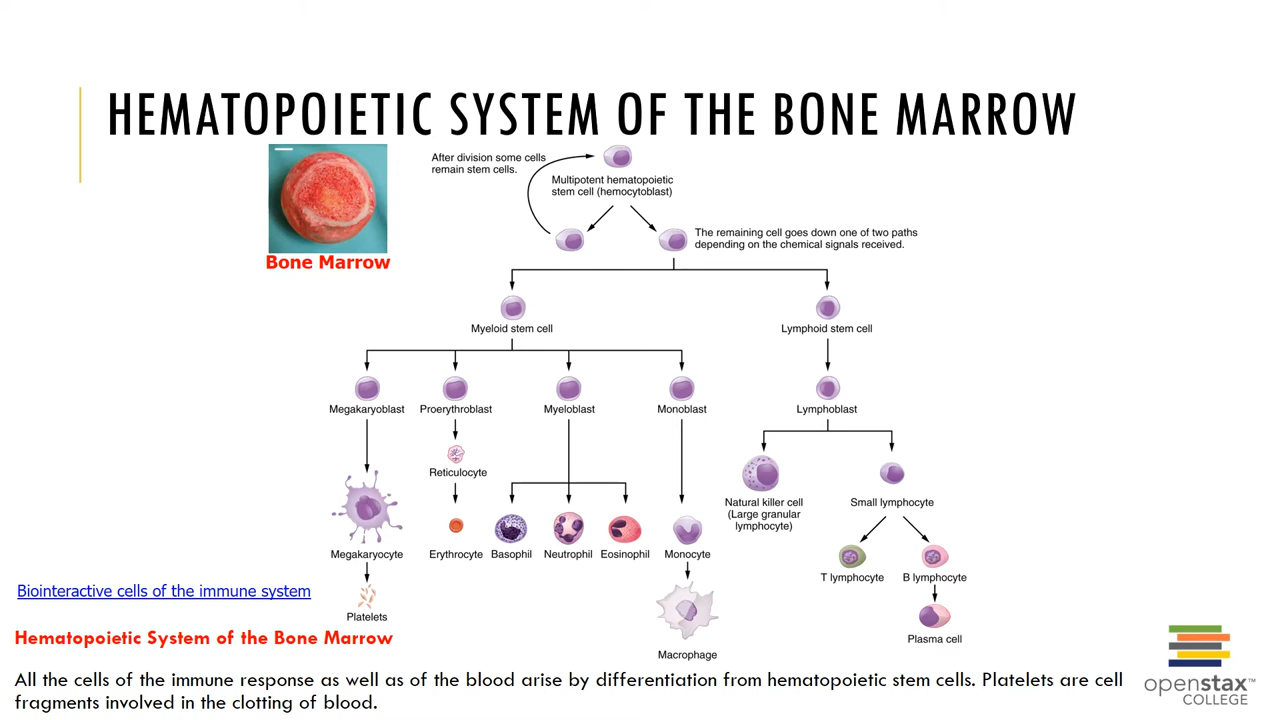 HEMATOPOIETIC SYSTEM OF THE BONE MARROW
After division some cells
remain stem cells.
Multipotent hematopoietic
stem cell (hemocytoblast)
The remaining cell goes down one of two paths
depending on the chemical signals received.
Bone Marrow
Myeloid stem cell
Lymphoid stem cell
Megakaryoblast
Proerythroblast
Myeloblast
Monoblast
Lymphoblast
Reticulocyte
Natural killer cell
(Large granular
lymphocyte)
Small lymphocyte
Megakaryocyte
Erythrocyte
Basophil
Neutrophil
Eosinophil
Monocyte
T lymphocyte
B lymphocyte
Biointeractive cells of the immune system
Platelets
Plasma cell
Macrophage
Hematopoietic System of the Bone Marrow
All the cells of the immune response as well as of the blood arise by differentiation from hematopoietic stem cells. Platelets are cell
fragments involved in the clotting of blood.
openstax™
COLLEGE